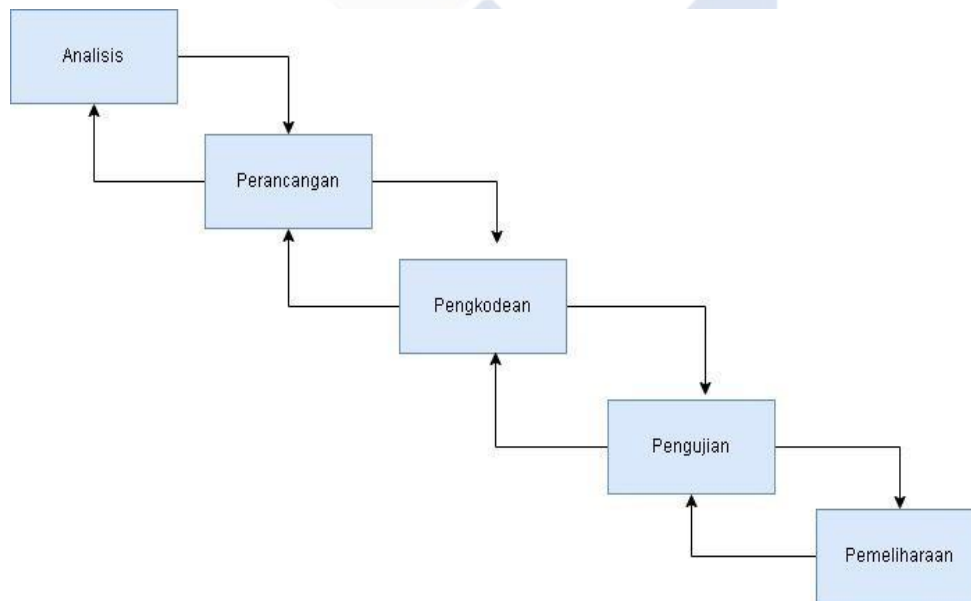 Analisis
Perancangan
Pengkodean
Pengujian
Pemeliharaan